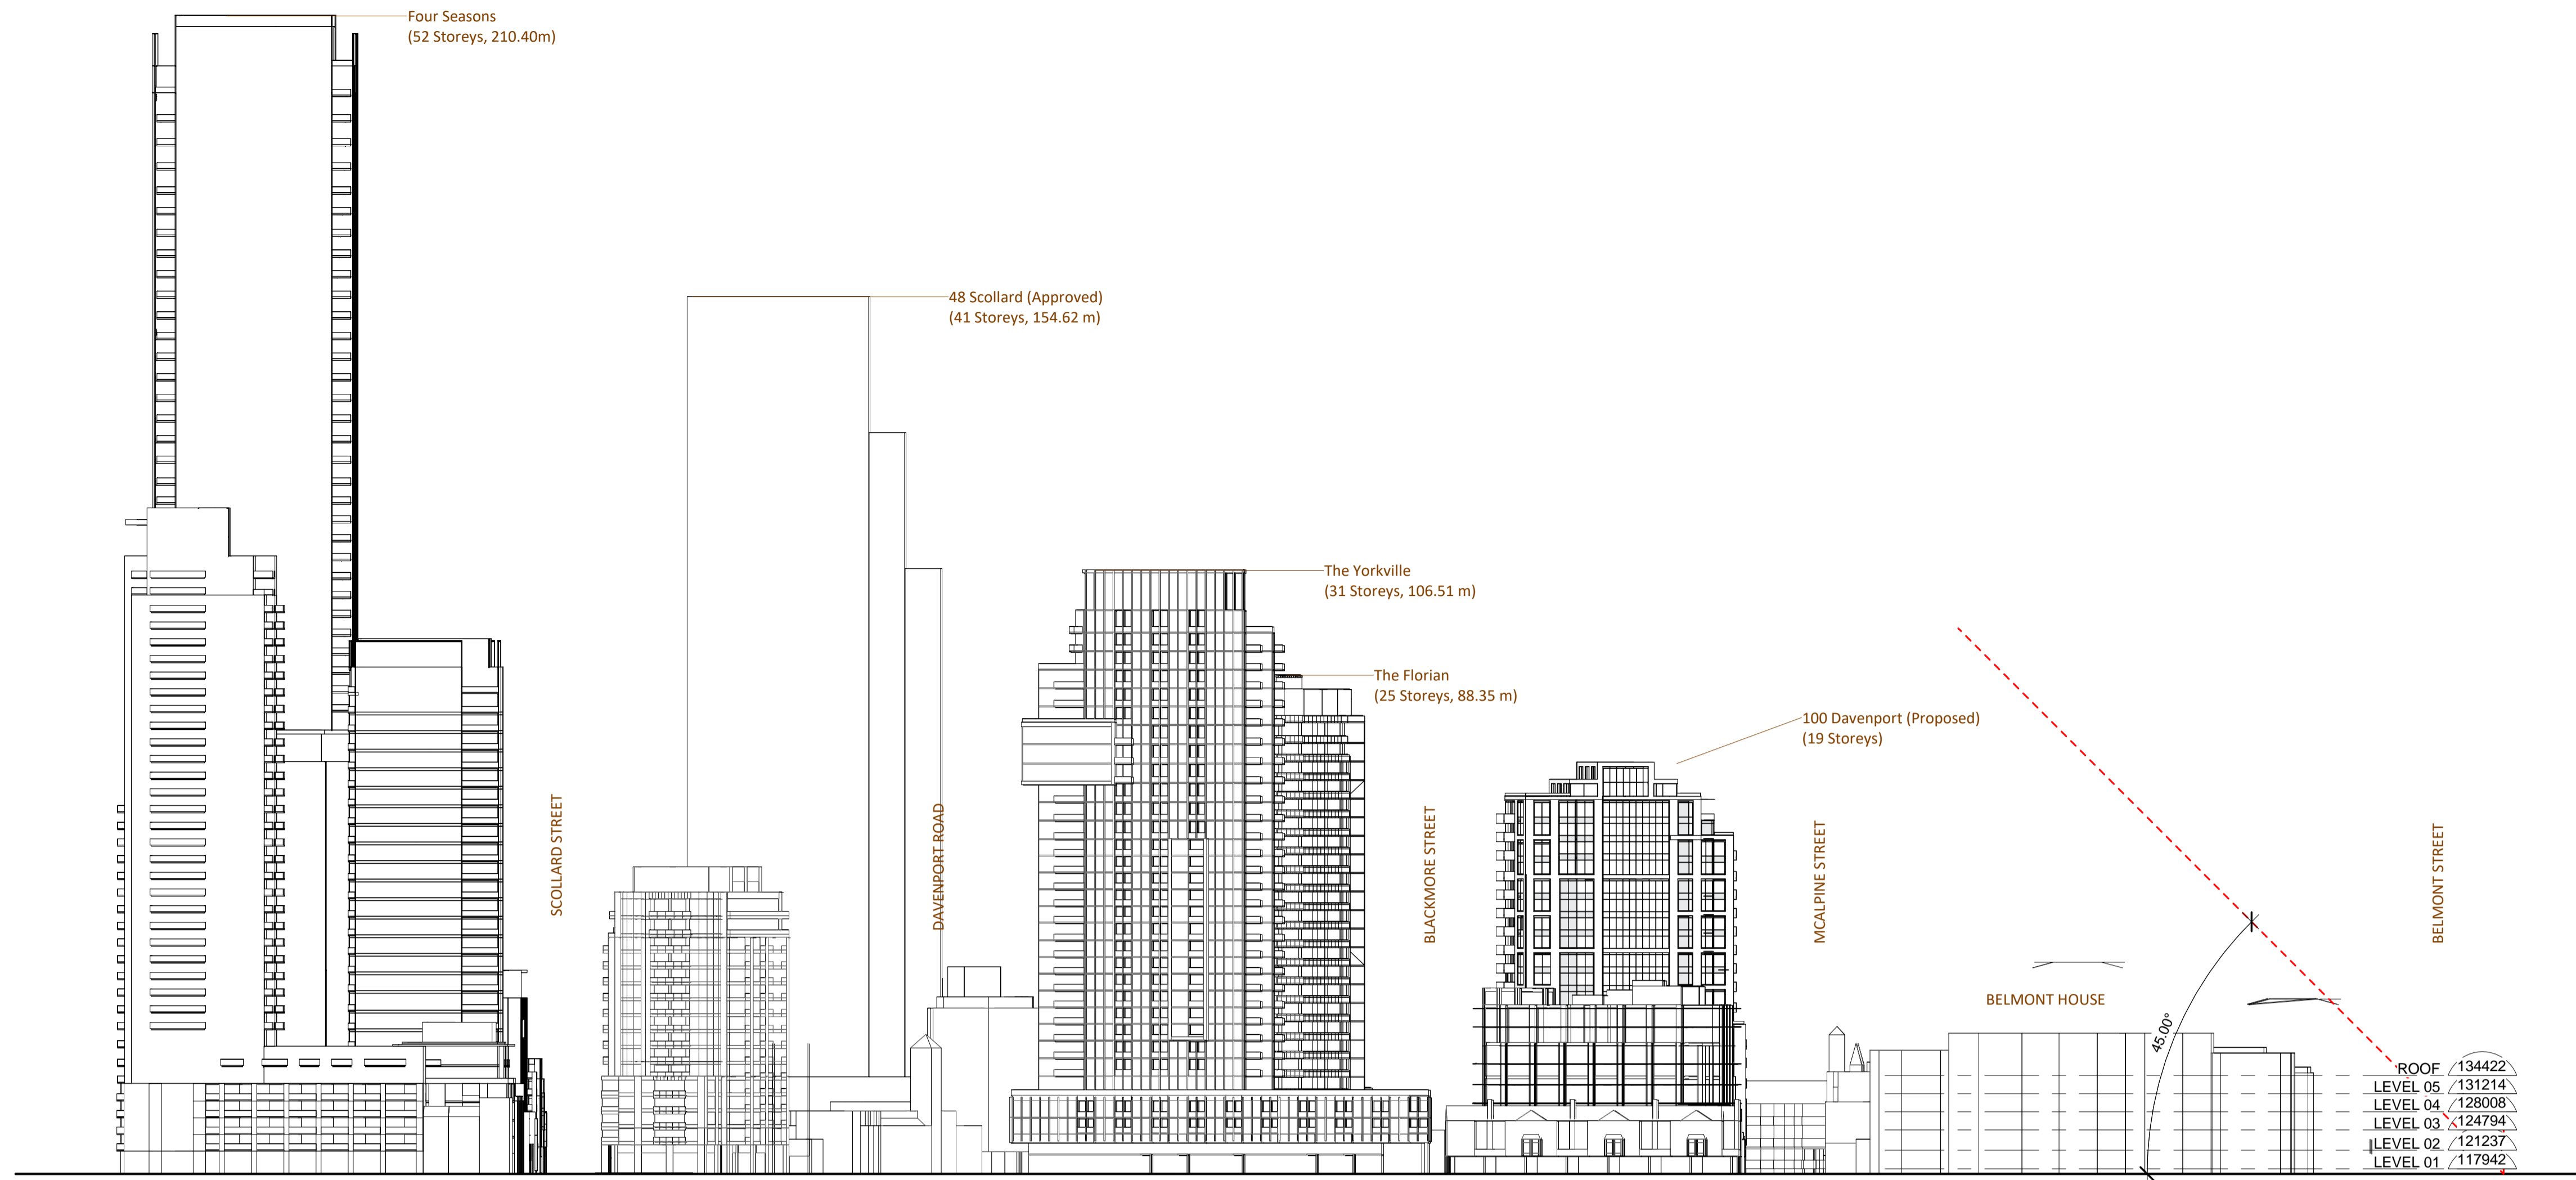 Four Seasons
(52 Storeys, 210.40m)
48 Scollard (Approved)
(41 Storeys, 154.62 m)
The Yorkville
(31 Storeys, 106.51 m)
The Florian
(25 Storeys, 88.35 m)
100 Davenport (Proposed)
(19 Storeys)
SCOLLARD STREET
DAVENPORT ROAD
BLACKMORE STREET
MCALPINE STREET
BELMONT STREET
BELMONT HOUSE
45.00°
ROOF 134422
LEVEL 05 131214
LEVEL 04 128008
LEVEL 03 124794
LEVEL 02 121237
LEVEL 01 117942